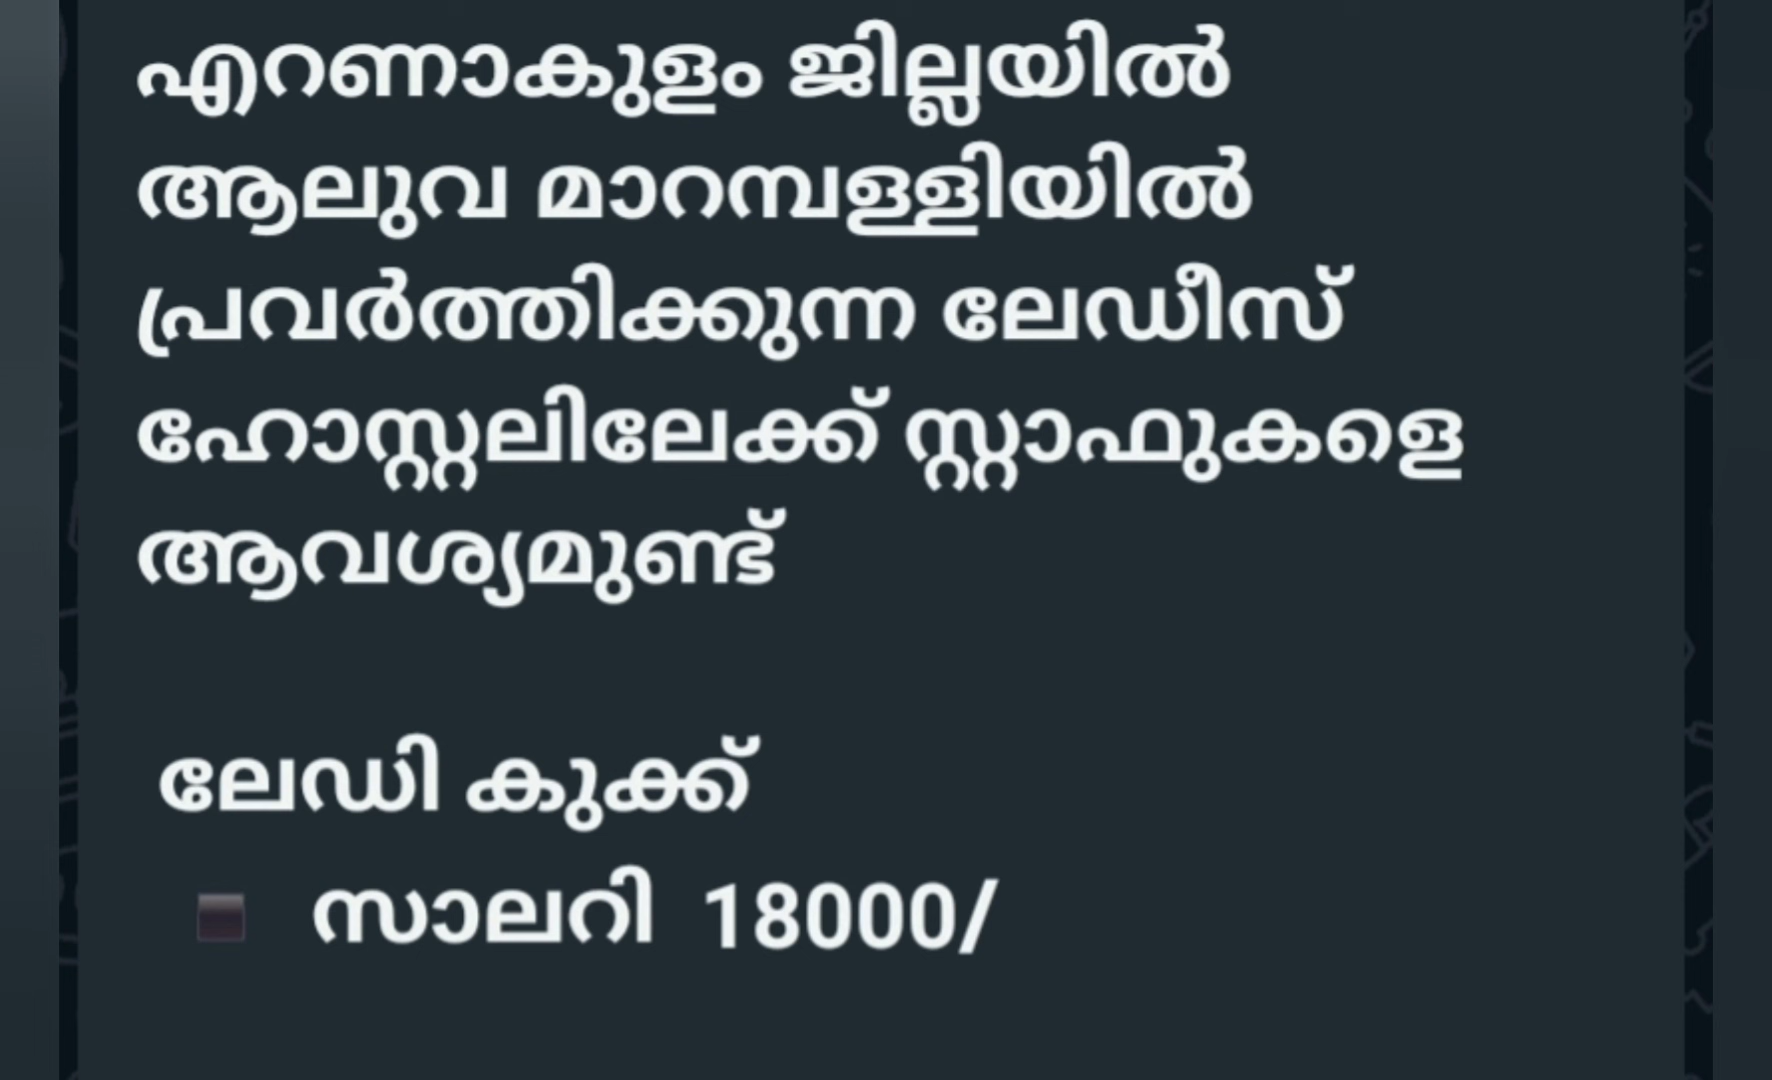 എറണാകുളം ജില്ലയിൽ
ആലുവ മാറമ്പള്ളിയിൽ
പ്രവർത്തിക്കുന്ന ലേഡീസ്
ഹോസ്റ്റലിലേക്ക് സ്റ്റാഫുകളെ
ആവശ്യമുണ്ട്
ലേഡി കുക്ക്
▪️ സാലറി 18000/